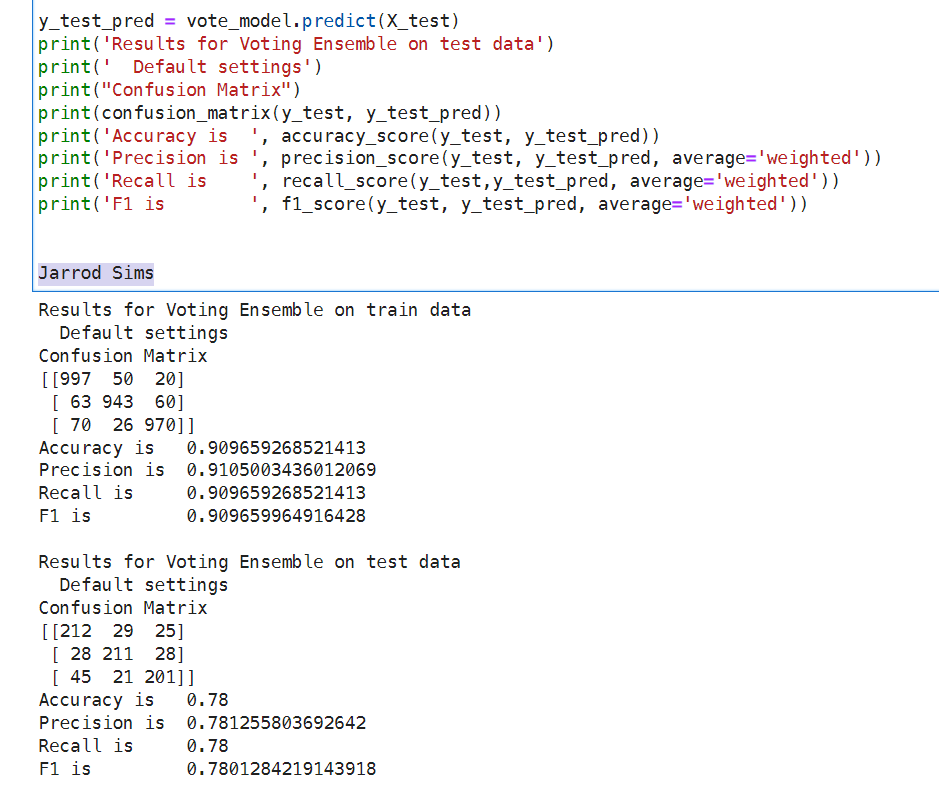 y_test_pred = vote_model.predict(X_test)
print('Results for Voting Ensemble on test data')
print('  Default settings')
print("Confusion Matrix")
print(confusion_matrix(y_test, y_test_pred))
print('Accuracy is  ', accuracy_score(y_test, y_test_pred))
print('Precision is ', precision_score(y_test, y_test_pred, average='weighted'))
print('Recall is    ', recall_score(y_test,y_test_pred, average='weighted'))
print('F1 is        ', f1_score(y_test, y_test_pred, average='weighted'))
Jarrod Sims
Results for Voting Ensemble on train data
  Default settings
Confusion Matrix
[[997  50  20]
 [ 63 943  60]
 [ 70  26 970]]
Accuracy is   0.909659268521413
Precision is  0.9105003436012069
Recall is     0.909659268521413
F1 is         0.909659964916428
Results for Voting Ensemble on test data
  Default settings
Confusion Matrix
[[212  29  25]
 [ 28 211  28]
 [ 45  21 201]]
Accuracy is   0.78
Precision is  0.781255803692642
Recall is     0.78
F1 is         0.7801284219143918